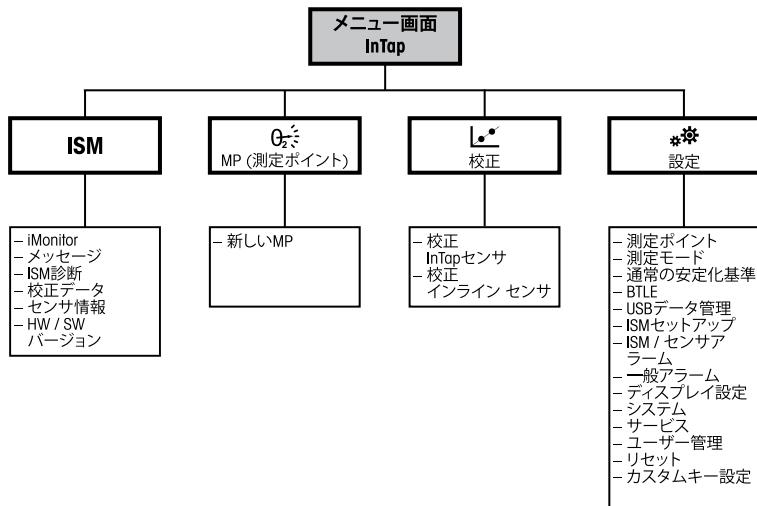 メニュー画面
InTap
ISM
O₂
MP (測定ポイント)
校正
設定
– iMonitor
– メッセージ
– ISM診断
– 校正データ
– センサ情報
– HW / SW
バージョン
– 新しいMP
– 校正
InTapセンサ
– 校正
インライン センサ
– 測定ポイント
– 測定モード
– 通常の安定化基準
– BTLE
– USBデータ管理
– ISMセットアップ
– ISM / センサア
ラーム
– 一般アラーム
– ディスプレイ設定
– システム
– サービス
– ユーザー管理
– リセット
– カスタムキー設定